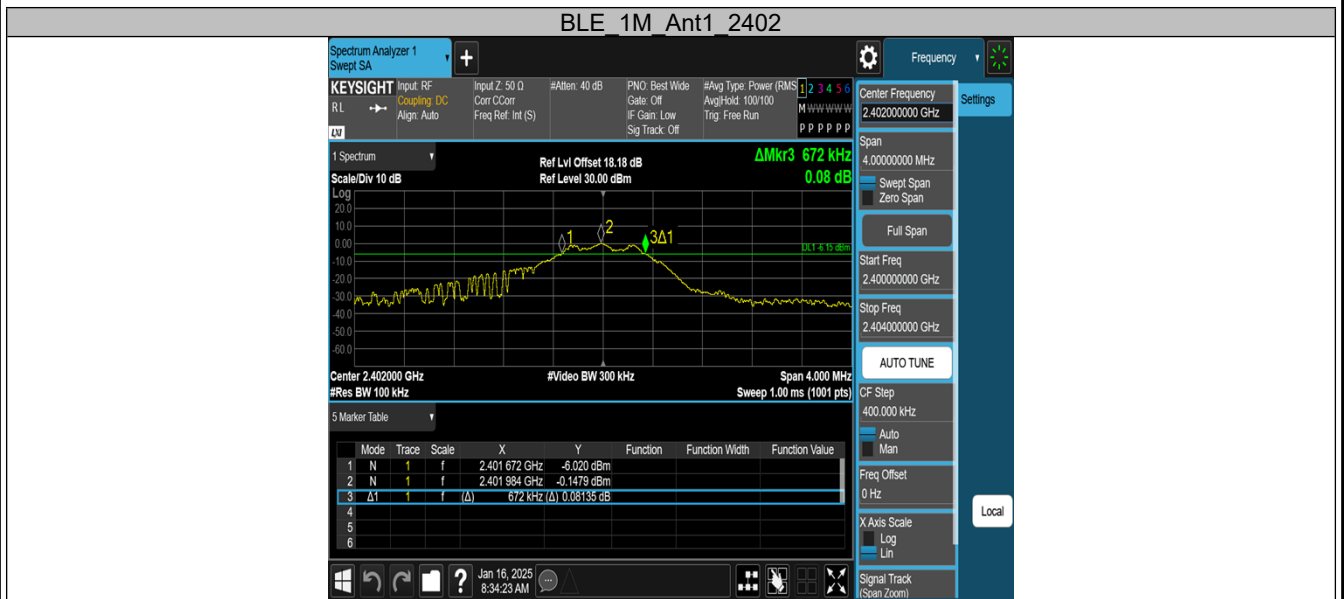 BLE_1M_Ant1_2402
Spectrum Analyzer 1
Swept SA
+
Frequency
KEYSIGHT
RL
LXI
Input: RF
Coupling: DC
Align: Auto
Input Z: 50 Ω
Corr CCorr
Freq Ref: Int (S)
#Atten: 40 dB
PNO: Best Wide
Gate: Off
IF Gain: Low
Sig Track: Off
#Avg Type: Power (RMS
Avg|Hold: 100/100
Trig: Free Run
1 2 3 4 5 6
M W W W W W
P P P P P P
1 Spectrum
Scale/Div 10 dB
Ref Lvl Offset 18.18 dB
Ref Level 30.00 dBm
ΔMkr3 672 kHz
0.08 dB
Log
20.0
10.0
0.00
-10.0
-20.0
-30.0
-40.0
-50.0
-60.0
1
2
3Δ1
DL1 -6.15 dBm
Center 2.402000 GHz
#Video BW 300 kHz
Span 4.000 MHz
#Res BW 100 kHz
Sweep 1.00 ms (1001 pts)
5 Marker Table
Mode Trace Scale X Y Function Function Width Function Value
1 N 1 f 2.401 672 GHz -6.020 dBm
2 N 1 f 2.401 984 GHz -0.1479 dBm
3 Δ1 1 f (Δ) 672 kHz (Δ) 0.08135 dB
4
5
6
Jan 16, 2025
8:34:23 AM
Center Frequency
2.402000000 GHz
Settings
Span
4.00000000 MHz
Swept Span
Zero Span
Full Span
Start Freq
2.400000000 GHz
Stop Freq
2.404000000 GHz
AUTO TUNE
CF Step
400.000 kHz
Auto
Man
Freq Offset
0 Hz
Local
X Axis Scale
Log
Lin
Signal Track
(Span Zoom)